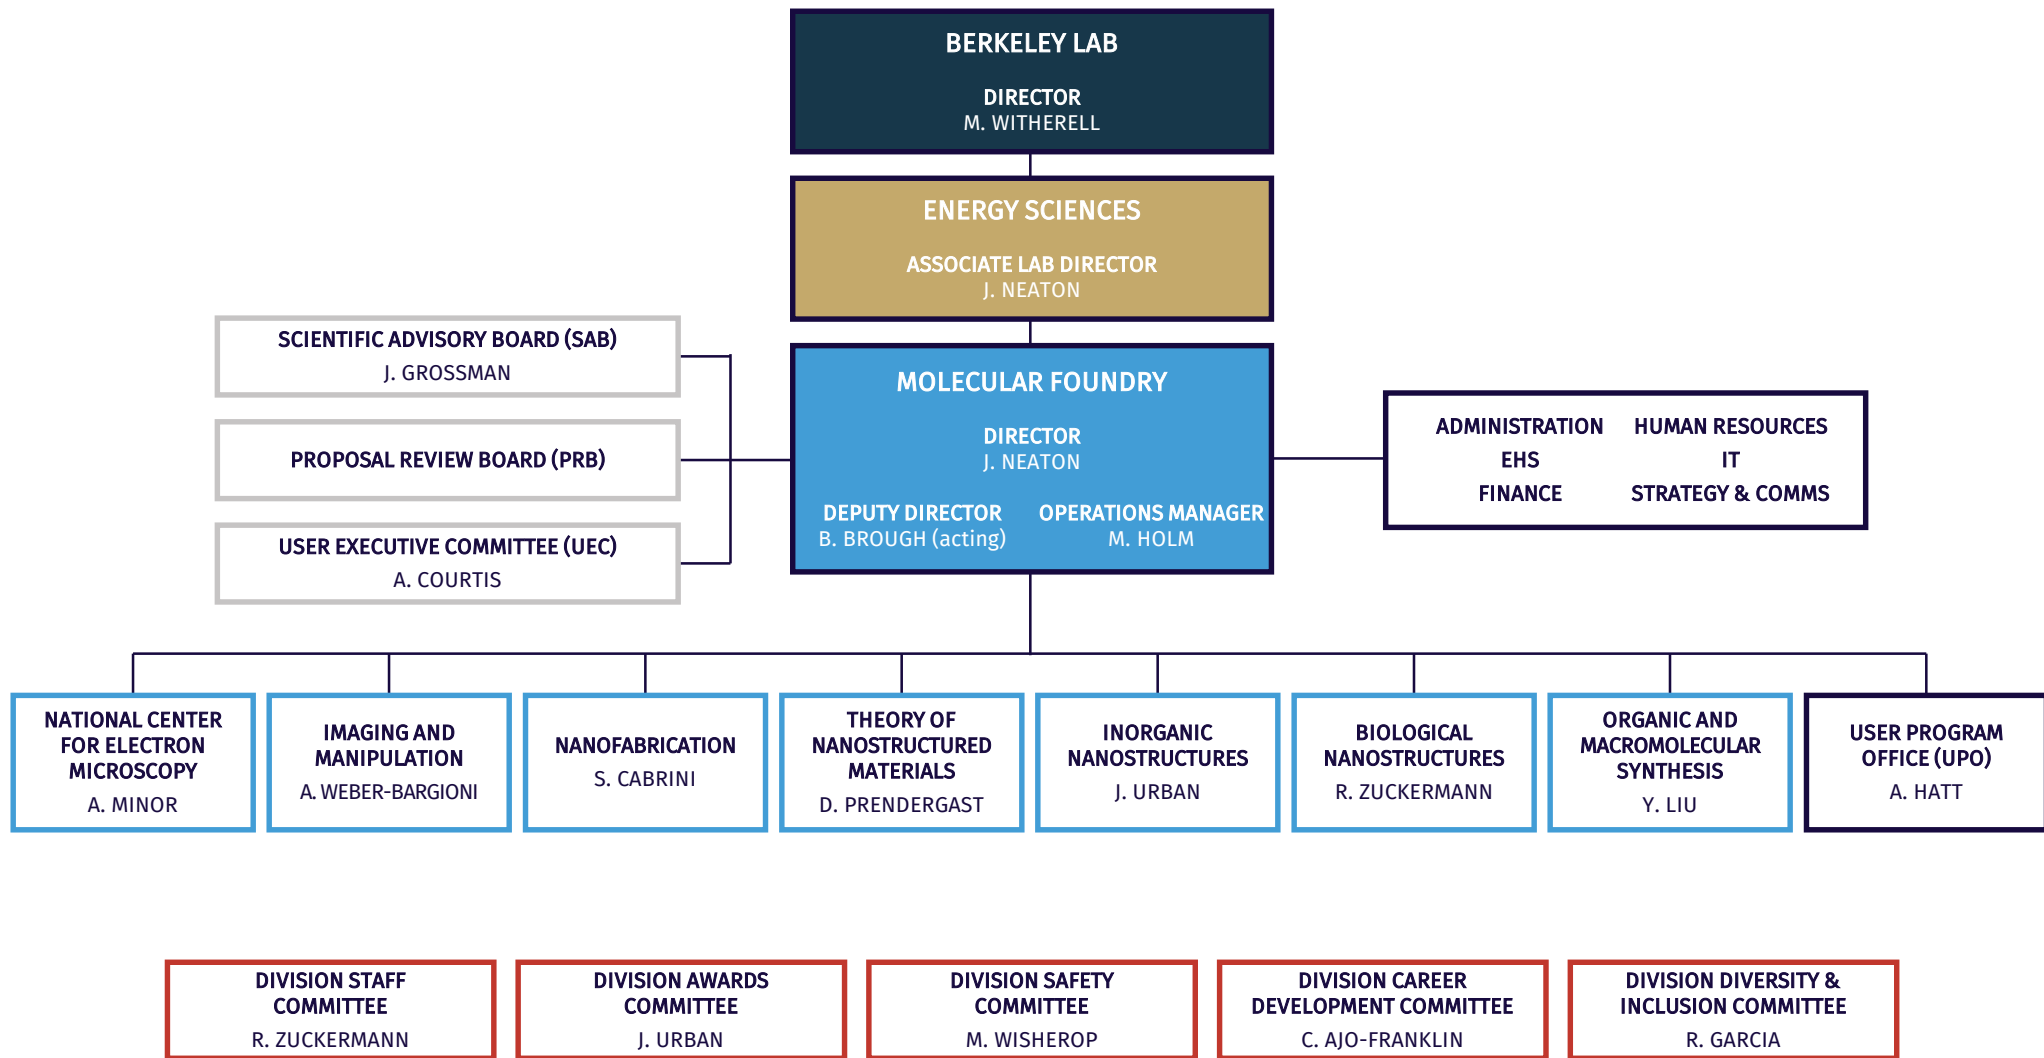 BERKELEY LAB
DIRECTOR
M. WITHERELL
ENERGY SCIENCES
ASSOCIATE LAB DIRECTOR
J. NEATON
SCIENTIFIC ADVISORY BOARD (SAB)
J. GROSSMAN
PROPOSAL REVIEW BOARD (PRB)
USER EXECUTIVE COMMITTEE (UEC)
A. COURTIS
MOLECULAR FOUNDRY
DIRECTOR
J. NEATON
DEPUTY DIRECTOR
B. BROUGH (acting)
OPERATIONS MANAGER
M. HOLM
ADMINISTRATION
EHS
FINANCE
HUMAN RESOURCES
IT
STRATEGY & COMMS
NATIONAL CENTER
FOR ELECTRON
MICROSCOPY
A. MINOR
IMAGING AND
MANIPULATION
A. WEBER-BARGIONI
NANOFABRICATION
S. CABRINI
THEORY OF
NANOSTRUCTURED
MATERIALS
D. PRENDERGAST
INORGANIC
NANOSTRUCTURES
J. URBAN
BIOLOGICAL
NANOSTRUCTURES
R. ZUCKERMANN
ORGANIC AND
MACROMOLECULAR
SYNTHESIS
Y. LIU
USER PROGRAM
OFFICE (UPO)
A. HATT
DIVISION STAFF
COMMITTEE
R. ZUCKERMANN
DIVISION AWARDS
COMMITTEE
J. URBAN
DIVISION SAFETY
COMMITTEE
M. WISHEROP
DIVISION CAREER
DEVELOPMENT COMMITTEE
C. AJO-FRANKLIN
DIVISION DIVERSITY &
INCLUSION COMMITTEE
R. GARCIA